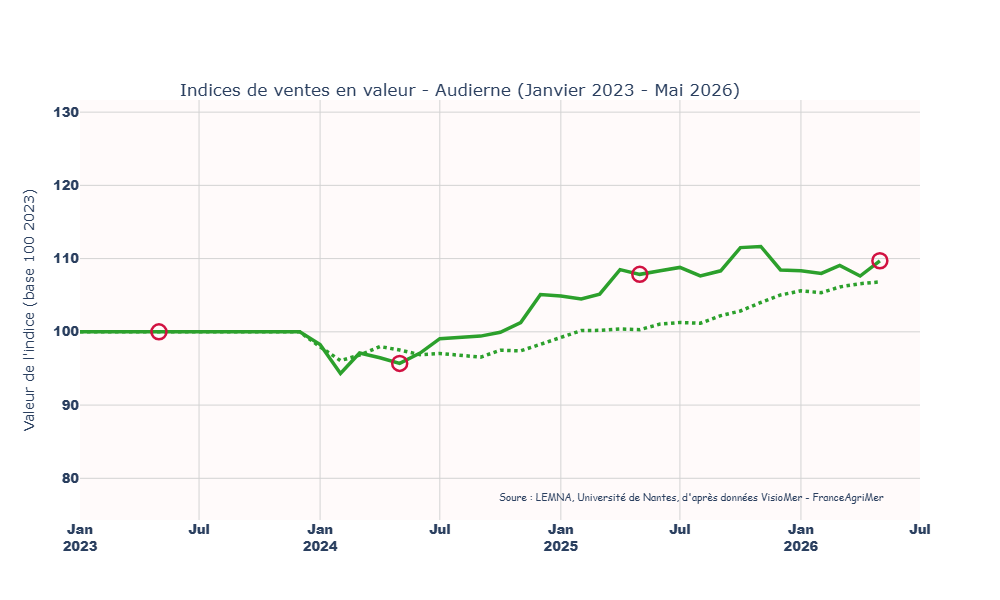 Indices de ventes en valeur - Audierne (Janvier 2023 - Mai 2026)
Valeur de l'Indice (base 100 2023)
130
120
110
100
90
80
Soure : LEMNA, Université de Nantes, d'après données VisioMer - FranceAgriMer
Jan Jul Jan Jul Jan Jul Jan Jul
2023 2024 2025 2026